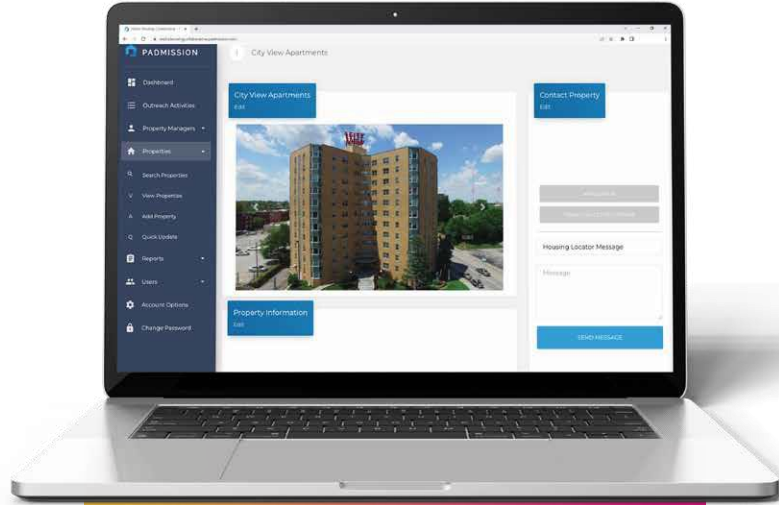 PADMISSION
City View Apartments
Dashboard
Outreach Activities
Property Managers
Properties
Search Properties
V View Properties
A Add Property
Q Quick Update
Reports
Users
Account Options
Change Password
City View Apartments
Edit
Property Information
Edit
Contact Property
Edit
Housing Locator Message
Message
SEND MESSAGE